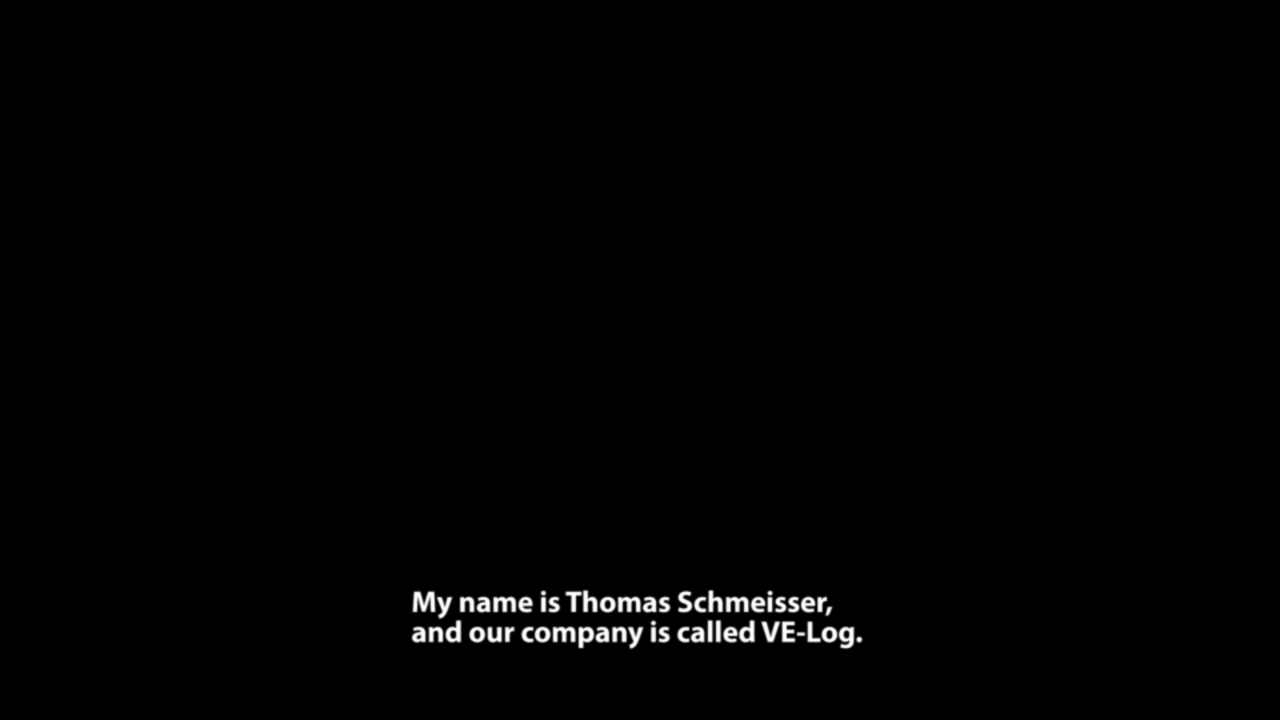 My name is Thomas Schmeisser,
and our company is called VE-Log.